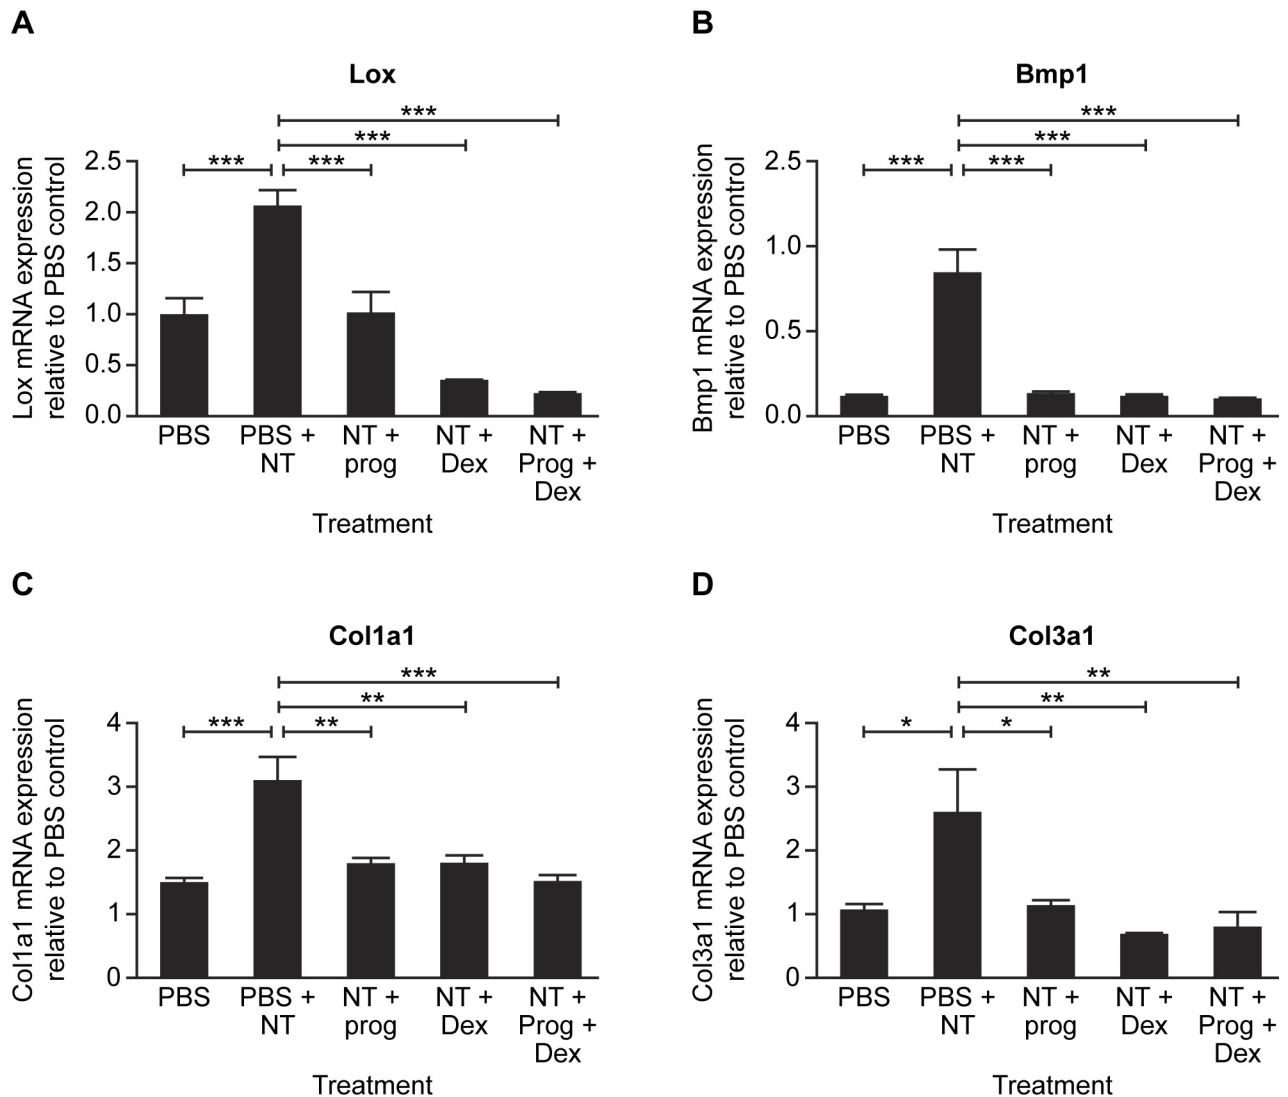 A
Lox
***
***
***
***
Lox mRNA expression
relative to PBS control
2.5
2.0
1.5
1.0
0.5
0.0
PBS
PBS +
NT
NT +
prog
NT +
Dex
NT +
Prog +
Dex
Treatment
B
Bmp1
***
***
***
***
Bmp1 mRNA expression
relative to PBS control
2.5
1.0
0.5
0.0
PBS
PBS +
NT
NT +
prog
NT +
Dex
NT +
Prog +
Dex
Treatment
C
Col1a1
***
**
***
**
Col1a1 mRNA expression
relative to PBS control
4
3
2
1
0
PBS
PBS +
NT
NT +
prog
NT +
Dex
NT +
Prog +
Dex
Treatment
D
Col3a1
**
**
*
*
Col3a1 mRNA expression
relative to PBS control
4
3
2
1
0
PBS
PBS +
NT
NT +
prog
NT +
Dex
NT +
Prog +
Dex
Treatment